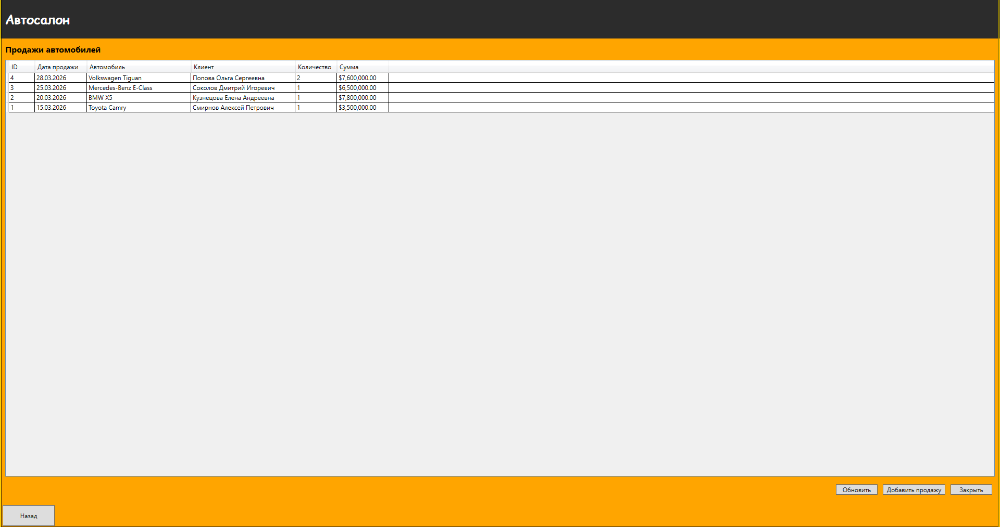 Автосалон
Продажи автомобилей
ID Дата продажи Автомобиль Клиент Количество Сумма
4 28.03.2026 Volkswagen Tiguan Попова Ольга Сергеевна 2 $7,600,000.00
3 25.03.2026 Mercedes-Benz E-Class Соколов Дмитрий Игоревич 1 $6,500,000.00
2 20.03.2026 BMW X5 Кузнецова Елена Андреевна 1 $7,800,000.00
1 15.03.2026 Toyota Camry Смирнов Алексей Петрович 1 $3,500,000.00
Обновить Добавить продажу Закрыть
Назад